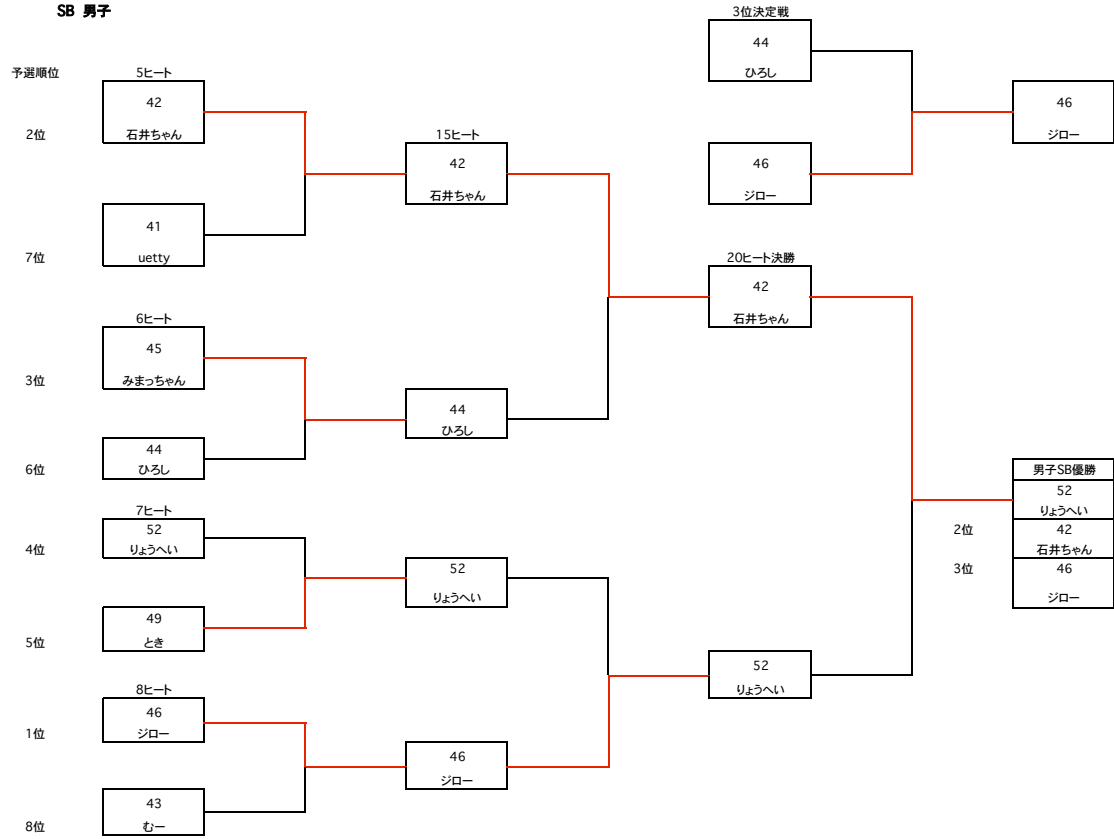 SB 男子
3位決定戦
44
ひろし
予選順位
5ヒート
42
石井ちゃん
2位
46
ジロー
15ヒート
42
石井ちゃん
46
ジロー
41
uetty
7位
20ヒート決勝
42
石井ちゃん
6ヒート
45
みまっちゃん
3位
44
ひろし
44
ひろし
6位
男子SB優勝
52
りょうへい
2位
42
石井ちゃん
3位
46
ジロー
7ヒート
52
りょうへい
4位
52
りょうへい
49
とき
5位
52
りょうへい
8ヒート
46
ジロー
1位
46
ジロー
43
むー
8位